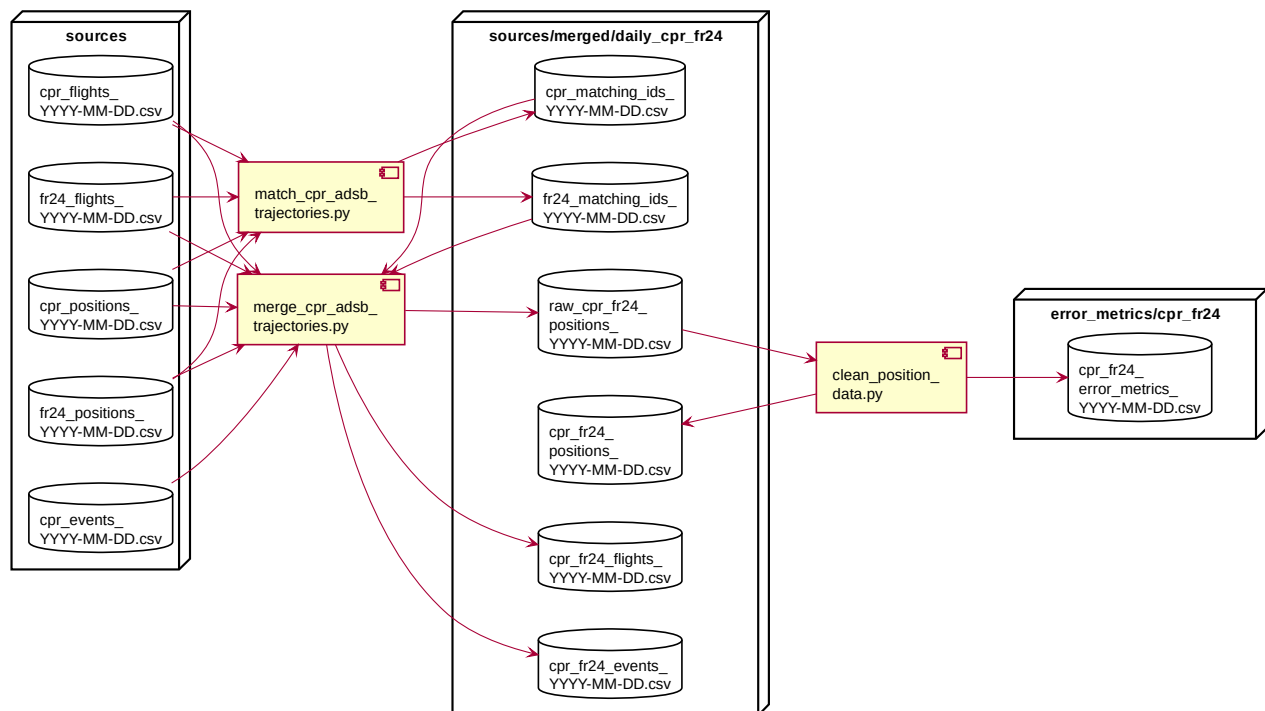 sources
cpr_flights_
YYYY-MM-DD.csv
fr24_flights_
YYYY-MM-DD.csv
cpr_positions_
YYYY-MM-DD.csv
fr24_positions_
YYYY-MM-DD.csv
cpr_events_
YYYY-MM-DD.csv
match_cpr_adsb_
trajectories.py
merge_cpr_adsb_
trajectories.py
sources/merged/daily_cpr_fr24
cpr_matching_ids_
YYYY-MM-DD.csv
fr24_matching_ids_
YYYY-MM-DD.csv
raw_cpr_fr24_
positions_
YYYY-MM-DD.csv
cpr_fr24_
positions_
YYYY-MM-DD.csv
cpr_fr24_flights_
YYYY-MM-DD.csv
cpr_fr24_events_
YYYY-MM-DD.csv
clean_position_
data.py
error_metrics/cpr_fr24
cpr_fr24_
error_metrics_
YYYY-MM-DD.csv